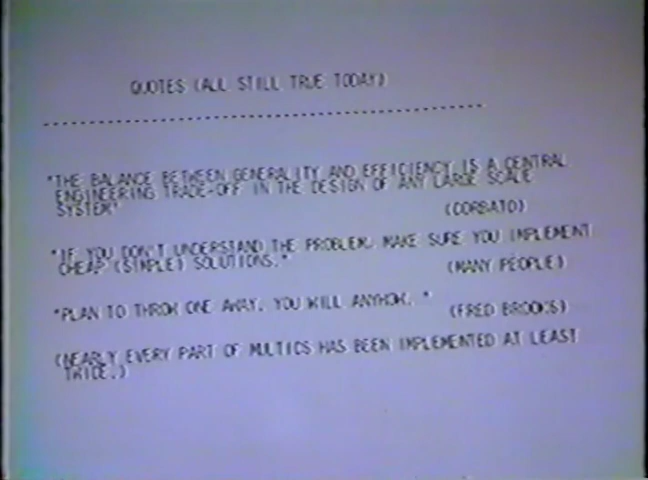 QUOTES (ALL STILL TRUE TODAY)
"THE BALANCE BETWEEN GENERALITY AND EFFICIENCY IS A CENTRAL
ENGINEERING TRADE-OFF IN THE DESIGN OF ANY LARGE SCALE
SYSTEM"
(CORBATO)
"IF YOU DON'T UNDERSTAND THE PROBLEM, MAKE SURE YOU IMPLEMENT
CHEAP (SIMPLE) SOLUTIONS."
(MANY PEOPLE)
"PLAN TO THROW ONE AWAY. YOU WILL ANYHOW. "
(FRED BROOKS)
(NEARLY EVERY PART OF MULTICS HAS BEEN IMPLEMENTED AT LEAST
TWICE.)